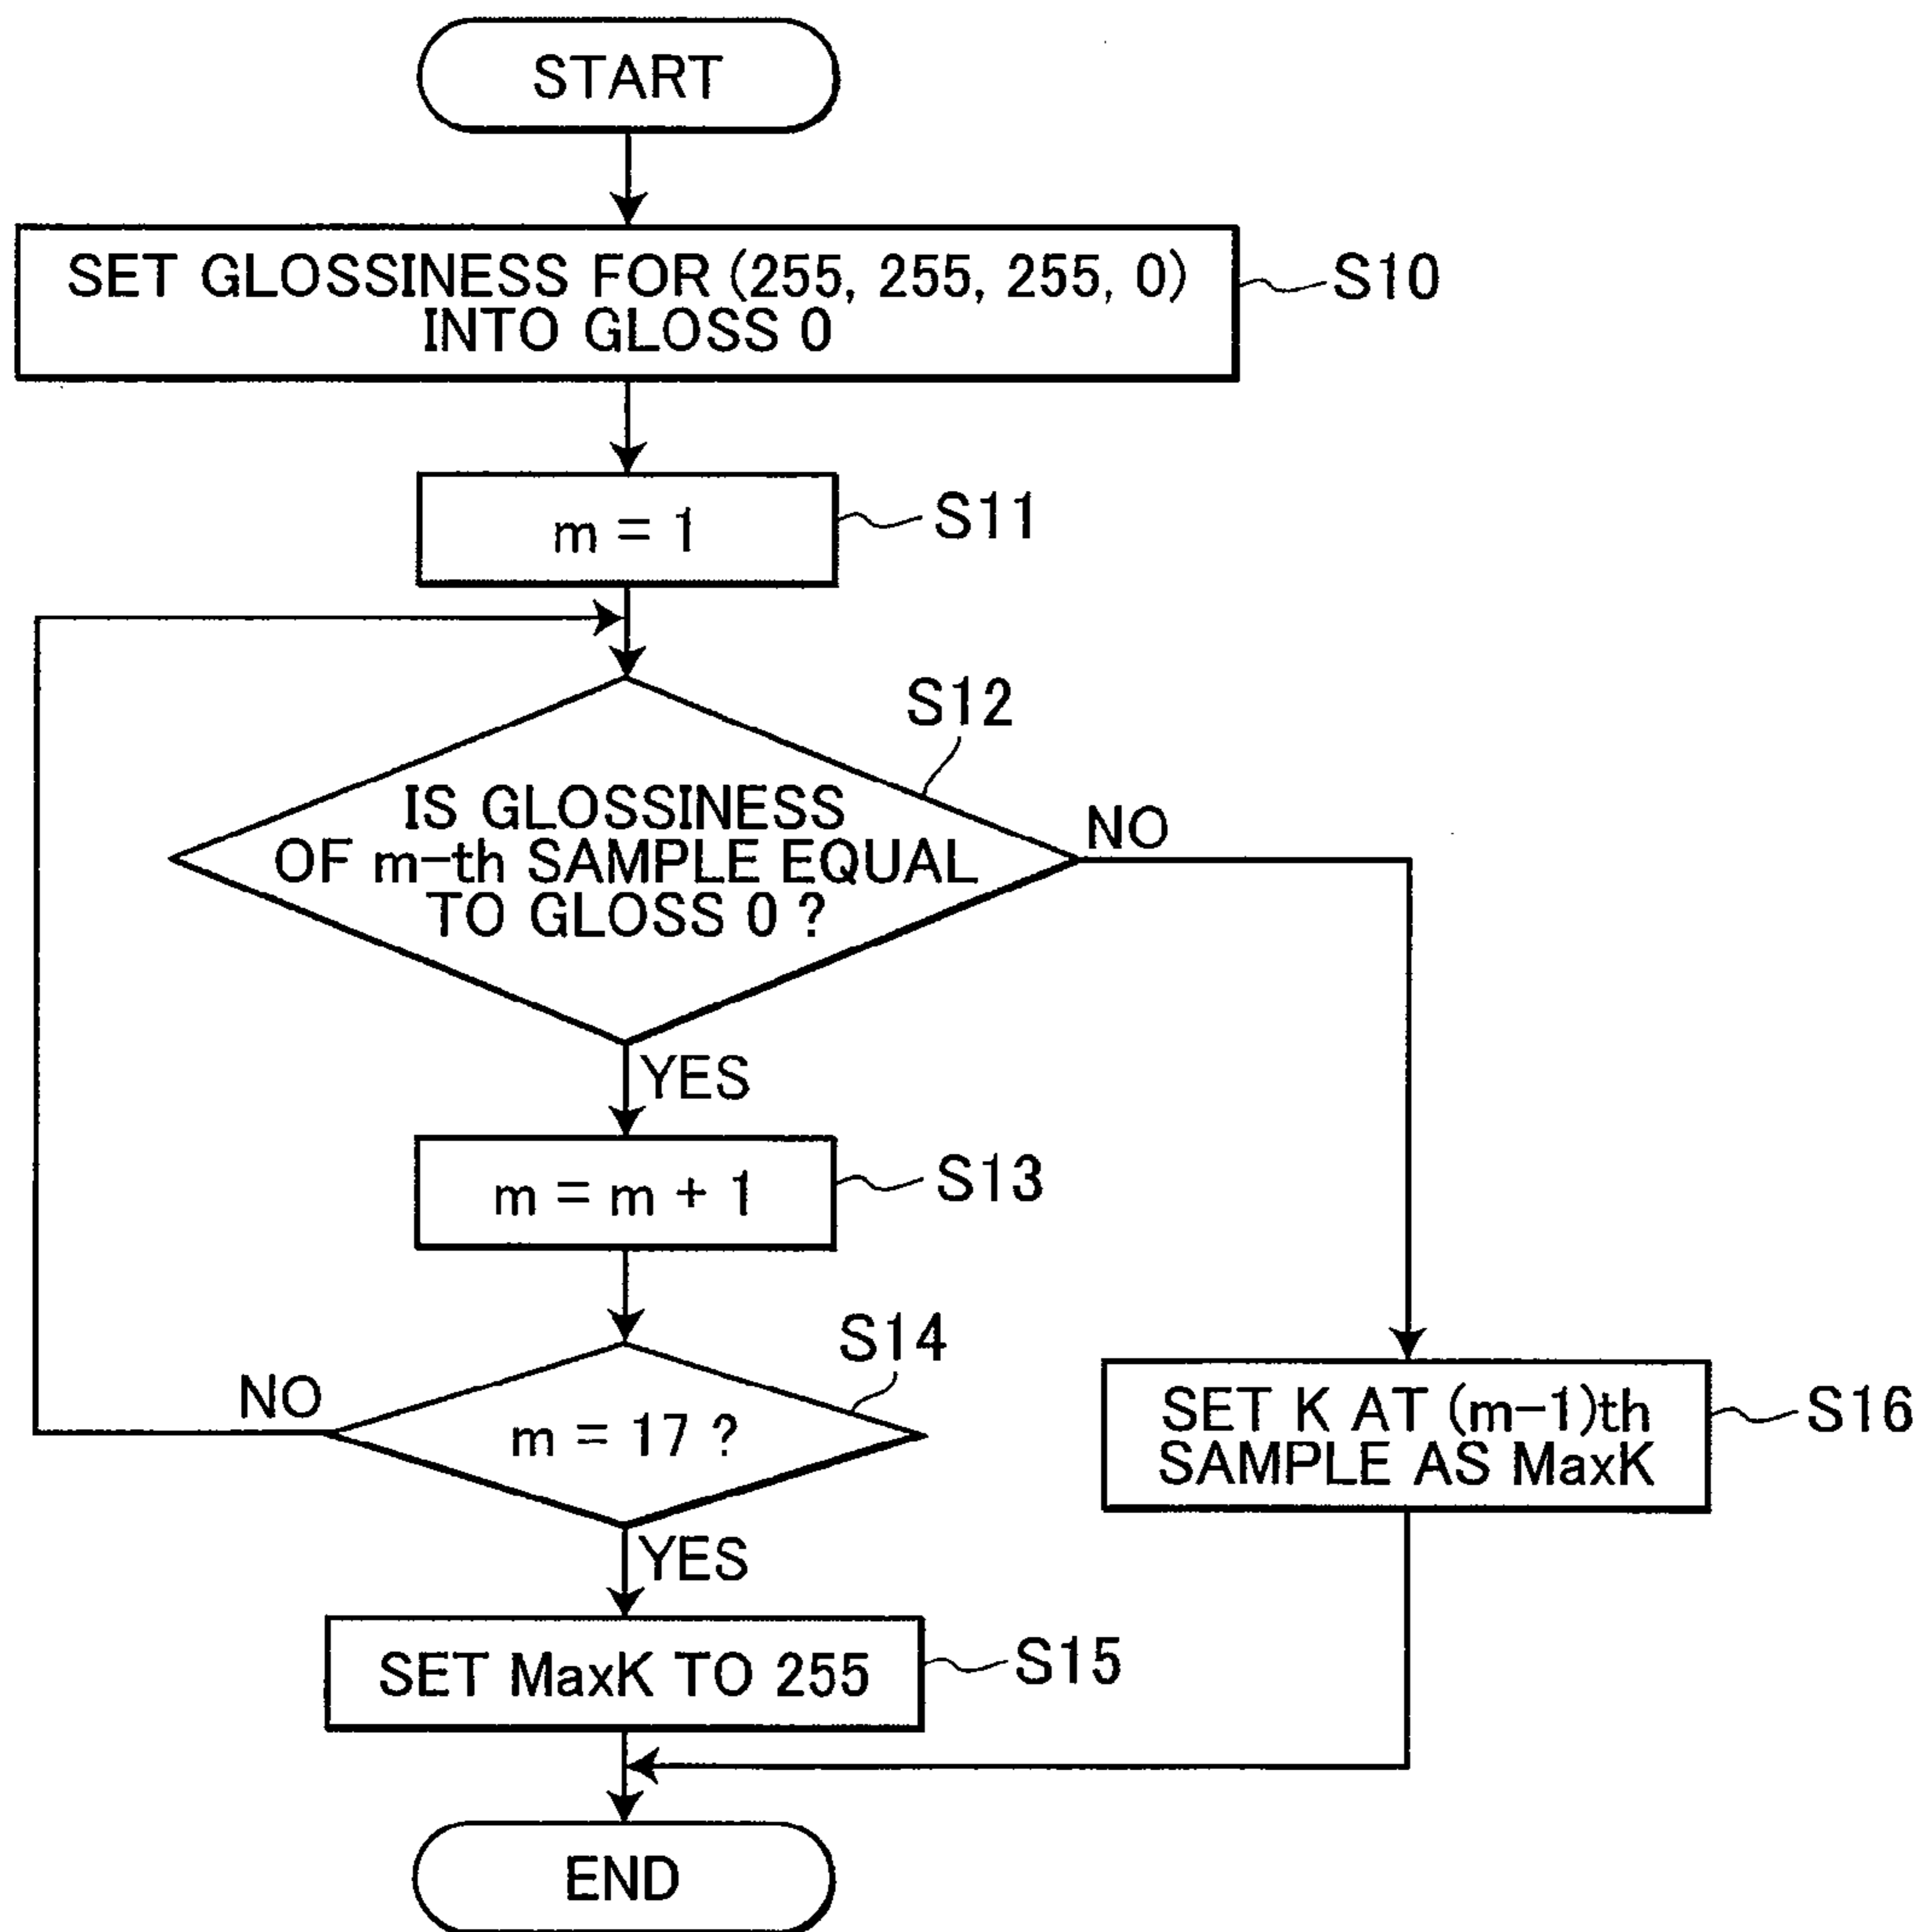 START
SET GLOSSINESS FOR (255, 255, 255, 0)
INTO GLOSS 0
S10
m = 1
S11
S12
IS GLOSSINESS
OF m-th SAMPLE EQUAL
TO GLOSS 0 ?
NO
YES
m = m + 1
S13
S14
NO
m = 17 ?
SET K AT (m-1)th
SAMPLE AS MaxK
S16
YES
SET MaxK TO 255
S15
END